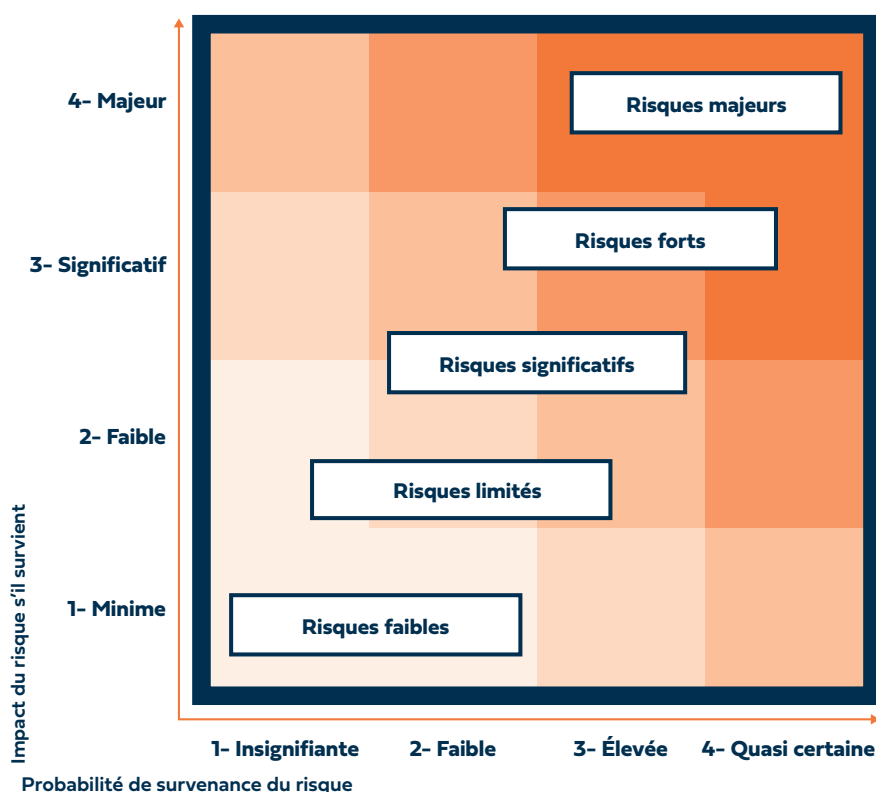 4- Majeur
Risques majeurs
3- Significatif
Risques forts
Risques significatifs
2- Faible
Risques limités
1- Minime
Risques faibles
Impact du risque s'il survient
1- Insignifiante
2- Faible
3- Élevée
4- Quasi certaine
Probabilité de survenance du risque